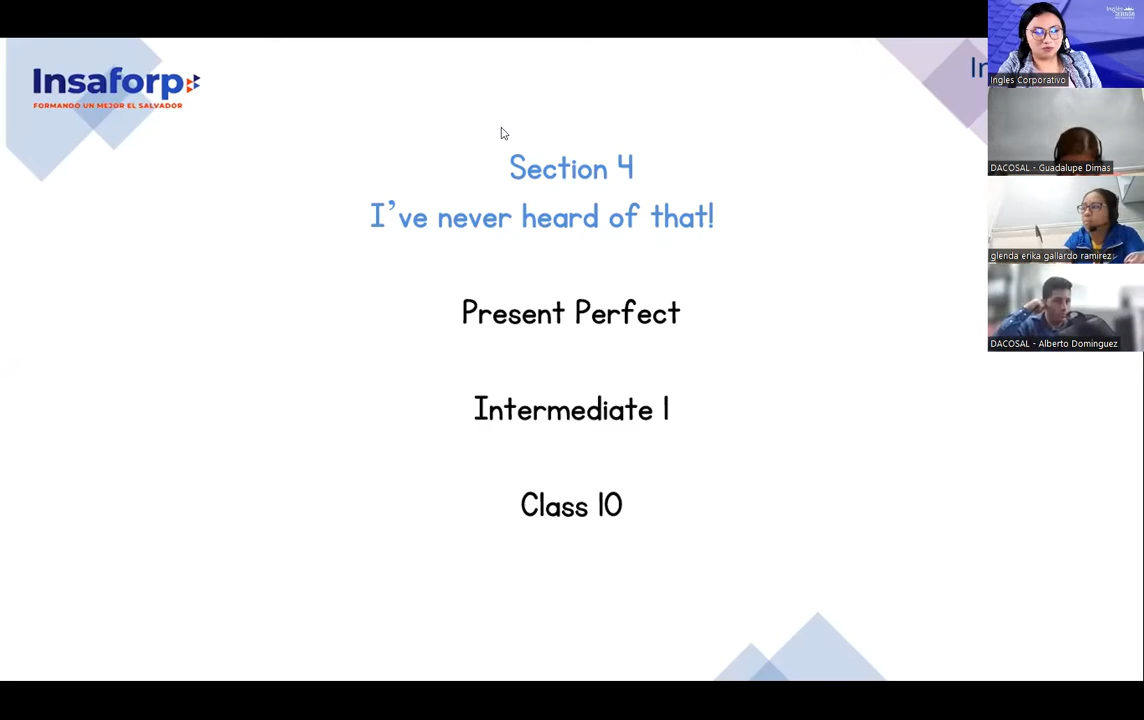 Insaforp
FORMANDO UN MEJOR EL SALVADOR
Section 4
I've never heard of that!
Present Perfect
Intermediate 1
Class 10
Ingles Corporativo
DACOSAL - Guadalupe Dimas
glenda erika gallardo ramirez
DACOSAL - Alberto Dominguez